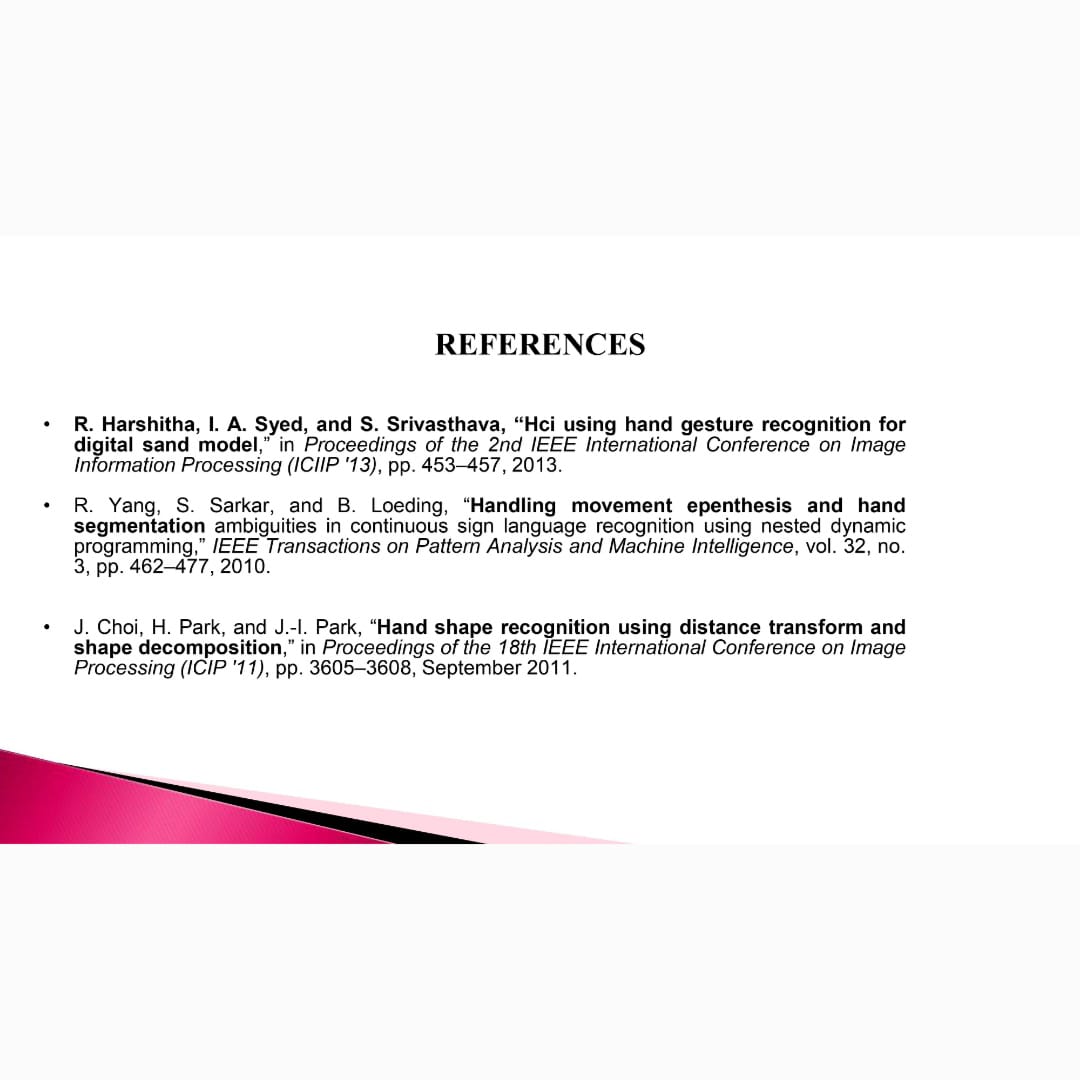 REFERENCES
• R. Harshitha, I. A. Syed, and S. Srivasthava, “Hci using hand gesture recognition for
digital sand model,” in Proceedings of the 2nd IEEE International Conference on Image
Information Processing (ICIIP '13), pp. 453–457, 2013.
• R. Yang, S. Sarkar, and B. Loeding, “Handling movement epenthesis and hand
segmentation ambiguities in continuous sign language recognition using nested dynamic
programming,” IEEE Transactions on Pattern Analysis and Machine Intelligence, vol. 32, no.
3, pp. 462–477, 2010.
• J. Choi, H. Park, and J.-I. Park, “Hand shape recognition using distance transform and
shape decomposition,” in Proceedings of the 18th IEEE International Conference on Image
Processing (ICIP '11), pp. 3605–3608, September 2011.